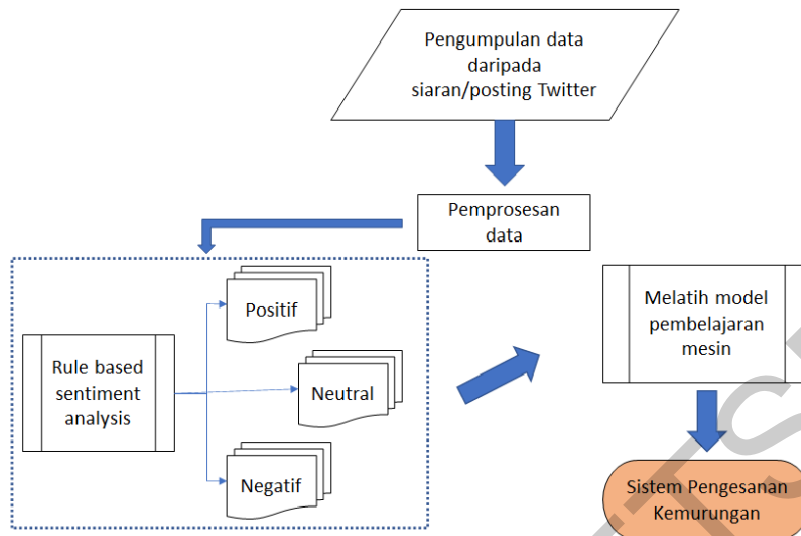 Pengumpulan data
daripada
siaran/posting Twitter
Pemprosesan
data
Rule based
sentiment
analysis
Positif
Neutral
Negatif
Melatih model
pembelajaran
mesin
Sistem Pengesanan
Kemurungan